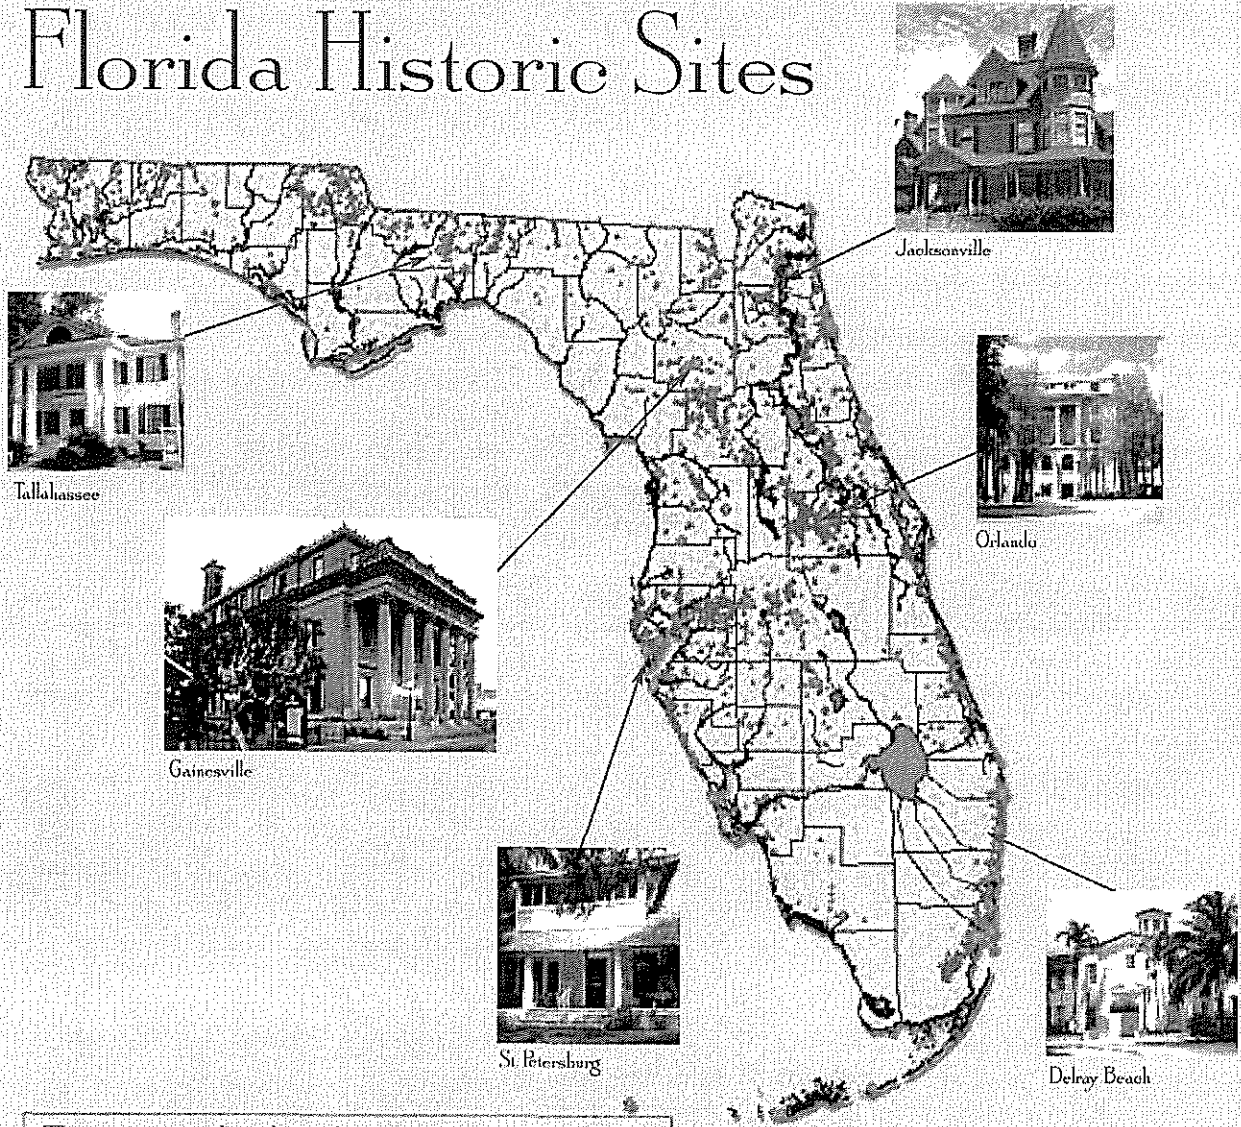 Florida Historic Sites
Jacksonville
Tallahassee
Orlando
Gainesville
St. Petersburg
Delray Beach